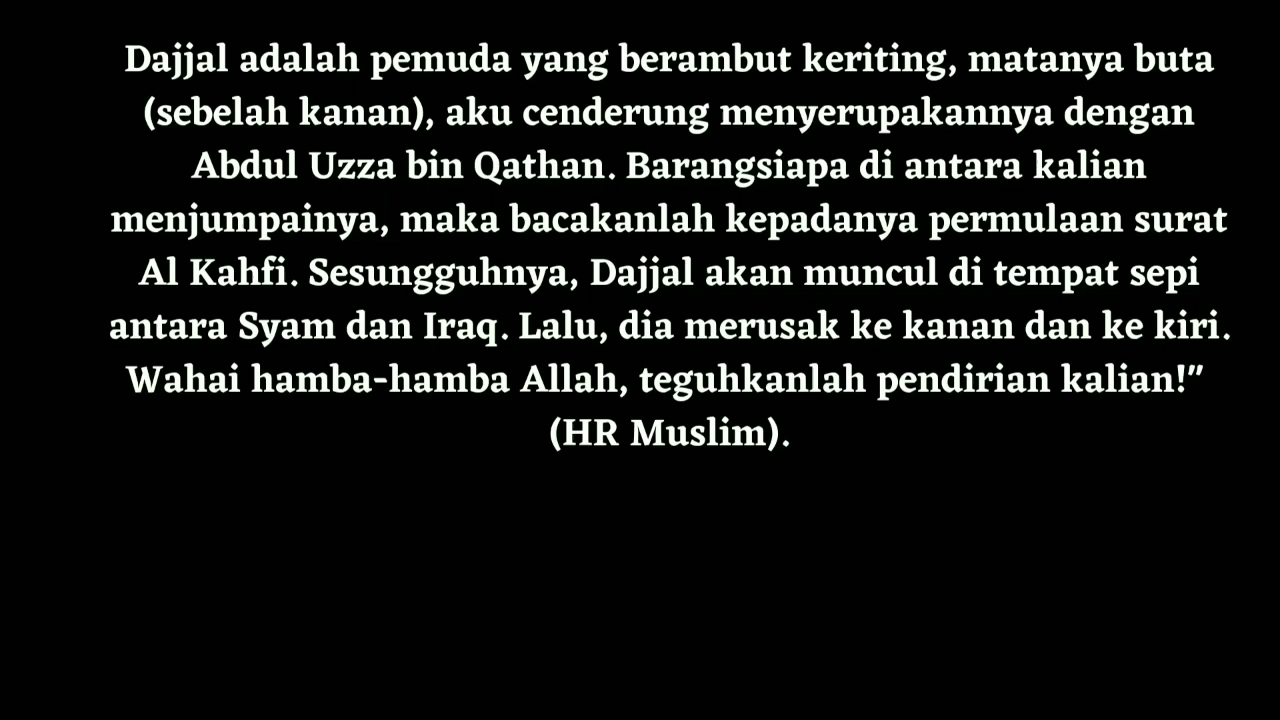 Dajjal adalah pemuda yang berambut keriting, matanya buta
(sebelah kanan), aku cenderung menyerupakannya dengan
Abdul Uzza bin Qathan. Barangsiapa di antara kalian
menjumpainya, maka bacakanlah kepadanya permulaan surat
Al Kahfi. Sesungguhnya, Dajjal akan muncul di tempat sepi
antara Syam dan Iraq. Lalu, dia merusak ke kanan dan ke kiri.
Wahai hamba-hamba Allah, teguhkanlah pendirian kalian!"
(HR Muslim).